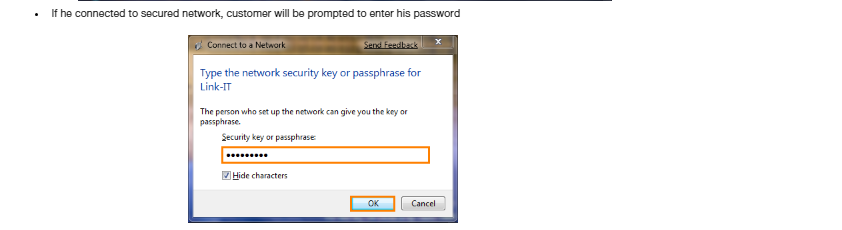 • If he connected to secured network, customer will be prompted to enter his password
Connect to a Network Send Feedback x
Type the network security key or passphrase for
Link-IT
The person who set up the network can give you the key or
passphrase.
Security key or passphrase:
•••••••••
Hide characters
OK Cancel